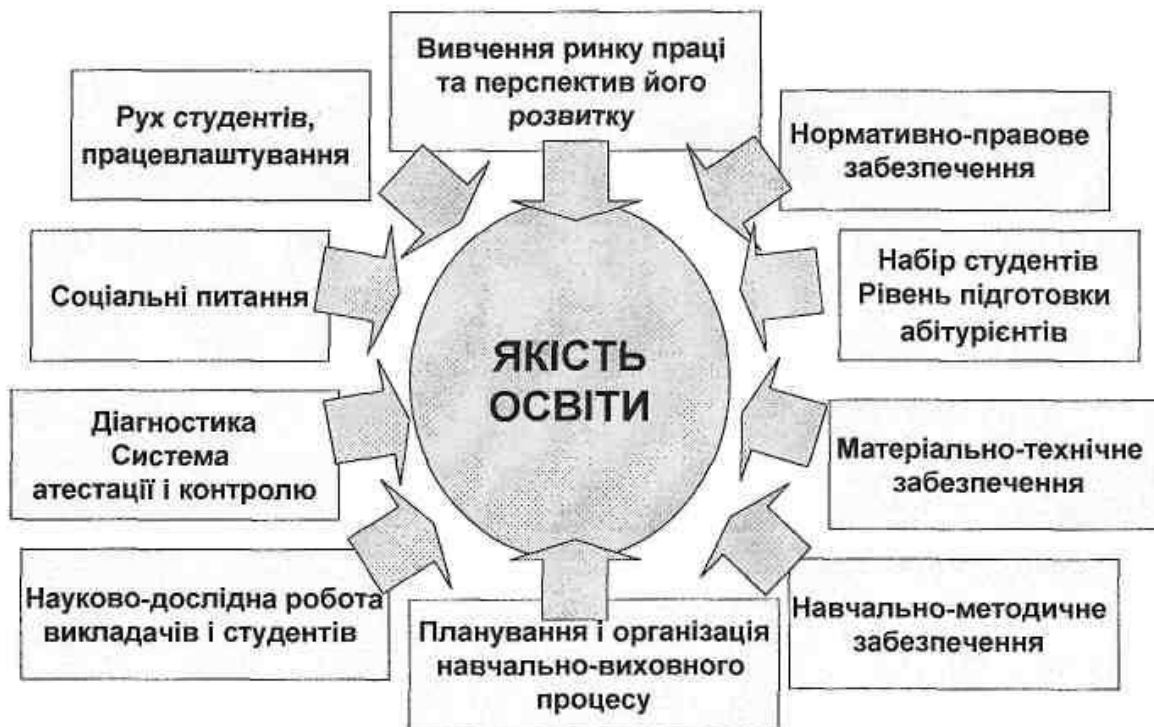 Вивчення ринку праці
та перспектив його
розвитку
Рух студентів,
працевлаштування
Нормативно-правове
забезпечення
Соціальні питання
Набір студентів
Рівень підготовки
абітурієнтів
ЯКІСТЬ
ОСВІТИ
Діагностика
Система
атестації і контролю
Матеріально-технічне
забезпечення
Науково-дослідна робота
викладачів і студентів
Планування і організація
навчально-виховного
процесу
Навчально-методичне
забезпечення